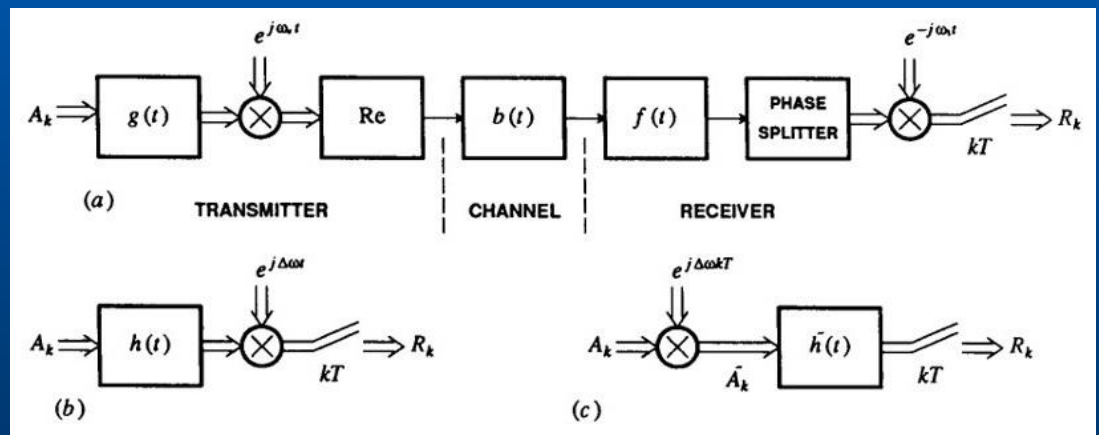 e^{jω_c t}
e^{-jω_1 t}
A_k
g(t)
Re
b(t)
f(t)
PHASE
SPLITTER
kT
R_k
(a)
TRANSMITTER
CHANNEL
RECEIVER
e^{jΔωt}
A_k
h(t)
kT
R_k
(b)
e^{jΔωkT}
A_k
Ã_k
h̃(t)
kT
R_k
(c)